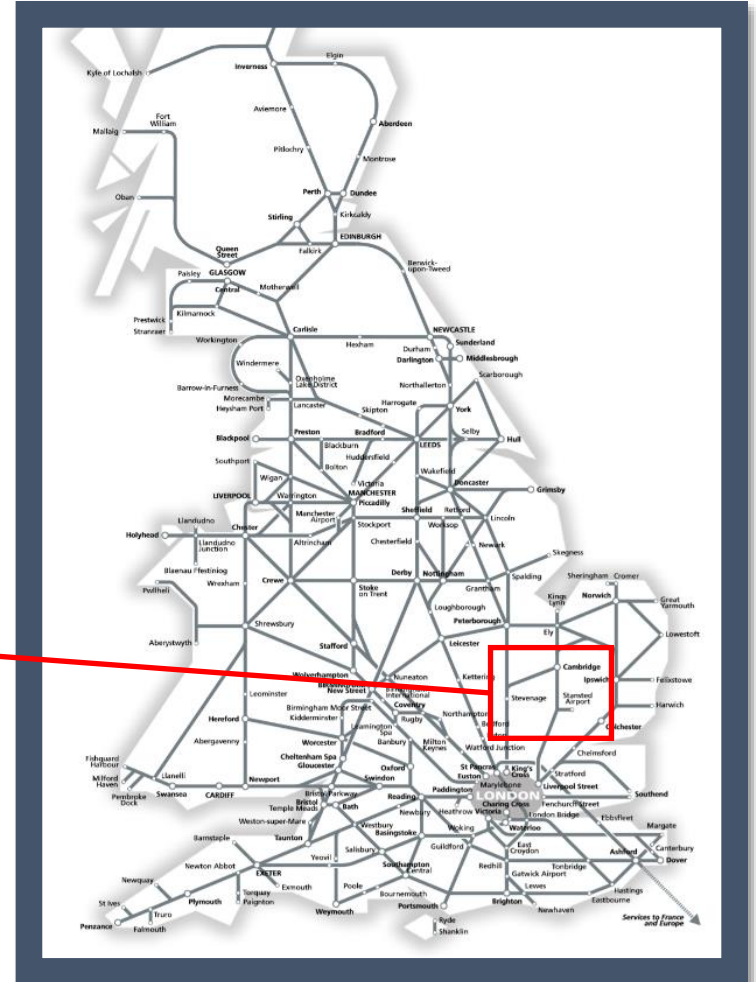 Elgin
Inverness
Kyle of Lochalsh
Aviemore
Fort
William
Aberdeen
Mallaig
Pitlochry
Montrose
Perth
Dundee
Oban
Kirkcaldy
Stirling
EDINBURGH
Queen
Street
Falkirk
Berwick-
upon-Tweed
Paisley
GLASGOW
Central
Motherwell
Prestwick
Kilmarnock
Stranraer
Carlisle
NEWCASTLE
Workington
Hexham
Sunderland
Durham
Darlington
Middlesbrough
Windermere
Oxenholme
Lake District
Scarborough
Barrow-in-Furness
Northallerton
Morecambe
Lancaster
Harrogate
York
Heysham Port
Skipton
Blackpool
Preston
Bradford
Selby
Hull
Blackburn
LEEDS
Huddersfield
Southport
Bolton
Wakefield
Wigan
Victoria
Doncaster
MANCHESTER
Grimsby
LIVERPOOL
Warrington
Piccadilly
Sheffield
Retford
Manchester
Airport
Lincoln
Llandudno
Stockport
Worksop
Chester
Holyhead
Llandudno
Junction
Altrincham
Chesterfield
Newark
Skegness
Blaenau Ffestiniog
Derby
Nottingham
Spalding
Sheringham
Cromer
Wrexham
Crewe
Stoke
on Trent
Grantham
Pwllheli
Kings
Lynn
Norwich
Great
Yarmouth
Loughborough
Shrewsbury
Peterborough
Ely
Lowestoft
Aberystwyth
Stafford
Leicester
Cambridge
Wolverhampton
Nuneaton
Kettering
Ipswich
Felixstowe
BIRMINGHAM
New Street
Birmingham
International
Leominster
Coventry
Stevenage
Stansted
Airport
Harwich
Birmingham Moor Street
Northampton
Hereford
Kidderminster
Rugby
Bedford
Colchester
Leamington
Spa
Luton
Abergavenny
Worcester
Banbury
Milton
Keynes
Watford Junction
Chelmsford
Fishguard
Harbour
Cheltenham Spa
Gloucester
Oxford
St Pancras
King's
Cross
Stratford
Milford
Haven
Llanelli
Euston
Swindon
Marylebone
Liverpool Street
Pembroke
Dock
Swansea
CARDIFF
Newport
Bristol Parkway
Reading
Paddington
LONDON
Southend
Bristol
Temple Meads
Bath
Charing Cross
Fenchurch Street
Newbury
Heathrow
Victoria
London Bridge
Ebbsfleet
Weston-super-Mare
Westbury
Waterloo
Margate
Barnstaple
Basingstoke
Woking
Taunton
Salisbury
Guildford
East
Croydon
Canterbury
Newton Abbot
Yeovil
Ashford
Dover
EXETER
Southampton
Central
Redhill
Tonbridge
Gatwick Airport
Newquay
Exmouth
Poole
Bournemouth
Lewes
Hastings
Torquay
Paignton
St Ives
Plymouth
Portsmouth
Brighton
Eastbourne
Truro
Weymouth
Newhaven
Penzance
Falmouth
Ryde
Shanklin
Services to France
and Europe